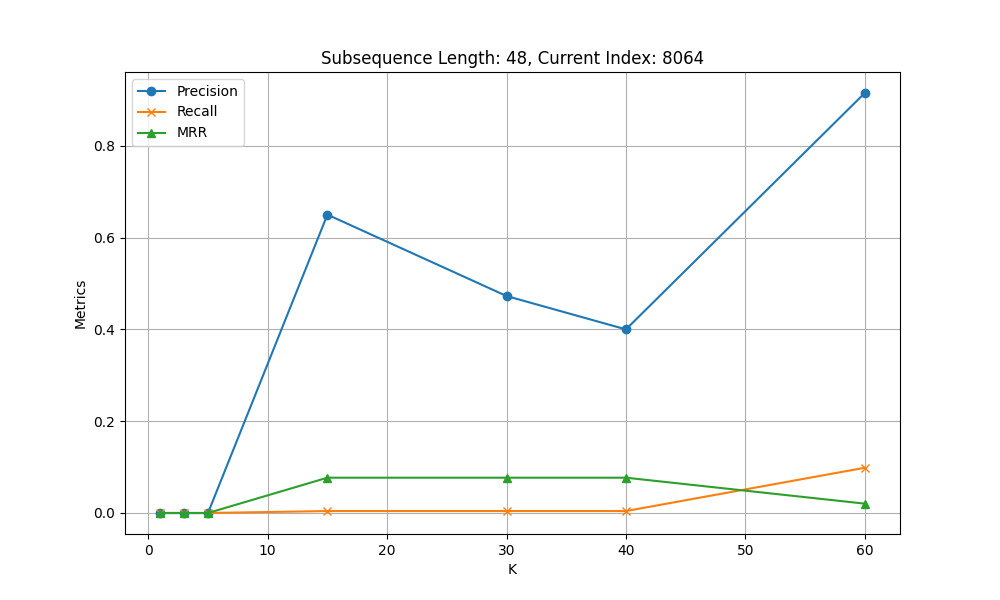 Subsequence Length: 48, Current Index: 8064
Precision
Recall
MRR
Metrics
0.8
0.6
0.4
0.2
0.0
0 10 20 30 40 50 60
K